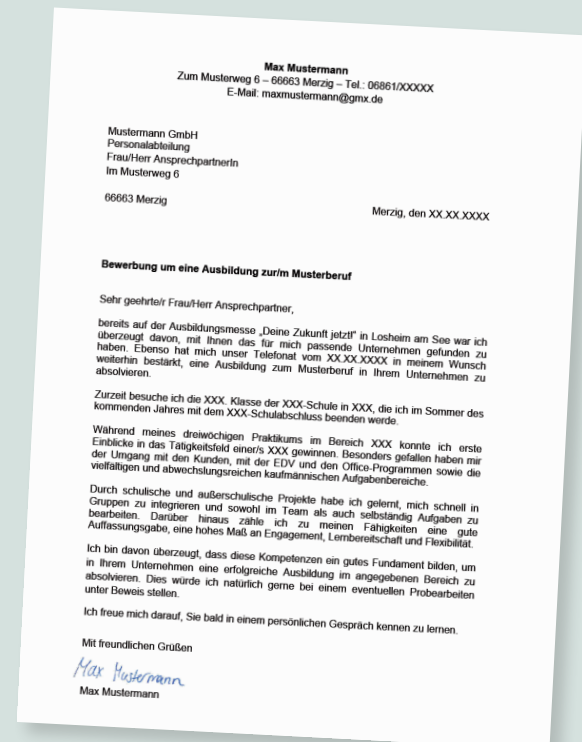 Max Mustermann
Zum Musterweg 6 – 66663 Merzig – Tel.: 06861/XXXXX
E-Mail: maxmustermann@gmx.de
Mustermann GmbH
Personalabteilung
Frau/Herr AnsprechpartnerIn
Im Musterweg 6
66663 Merzig
Merzig, den XX.XX.XXXX
Bewerbung um eine Ausbildung zur/m Musterberuf
Sehr geehrte/r Frau/Herr Ansprechpartner,
bereits auf der Ausbildungsmesse „Deine Zukunft jetzt!" in Losheim am See war ich
überzeugt davon, mit Ihnen das für mich passende Unternehmen gefunden zu
haben. Ebenso hat mich unser Telefonat vom XX.XX.XXXX in meinem Wunsch
weiterhin bestärkt, eine Ausbildung zum Musterberuf in Ihrem Unternehmen zu
absolvieren.
Zurzeit besuche ich die XXX. Klasse der XXX-Schule in XXX, die ich im Sommer des
kommenden Jahres mit dem XXX-Schulabschluss beenden werde.
Während meines dreiwöchigen Praktikums im Bereich XXX konnte ich erste
Einblicke in das Tätigkeitsfeld einer/s XXX gewinnen. Besonders gefallen haben mir
der Umgang mit den Kunden, mit der EDV und den Office-Programmen sowie die
vielfältigen und abwechslungsreichen kaufmännischen Aufgabenbereiche.
Durch schulische und außerschulische Projekte habe ich gelernt, mich schnell in
Gruppen zu integrieren und sowohl im Team als auch selbständig Aufgaben zu
bearbeiten. Darüber hinaus zähle ich zu meinen Fähigkeiten eine gute
Auffassungsgabe, eine hohes Maß an Engagement, Lernbereitschaft und Flexibilität.
Ich bin davon überzeugt, dass diese Kompetenzen ein gutes Fundament bilden, um
in Ihrem Unternehmen eine erfolgreiche Ausbildung im angegebenen Bereich zu
absolvieren. Dies würde ich natürlich gerne bei einem eventuellen Probearbeiten
unter Beweis stellen.
Ich freue mich darauf, Sie bald in einem persönlichen Gespräch kennen zu lernen.
Mit freundlichen Grüßen
Max Mustermann
Max Mustermann